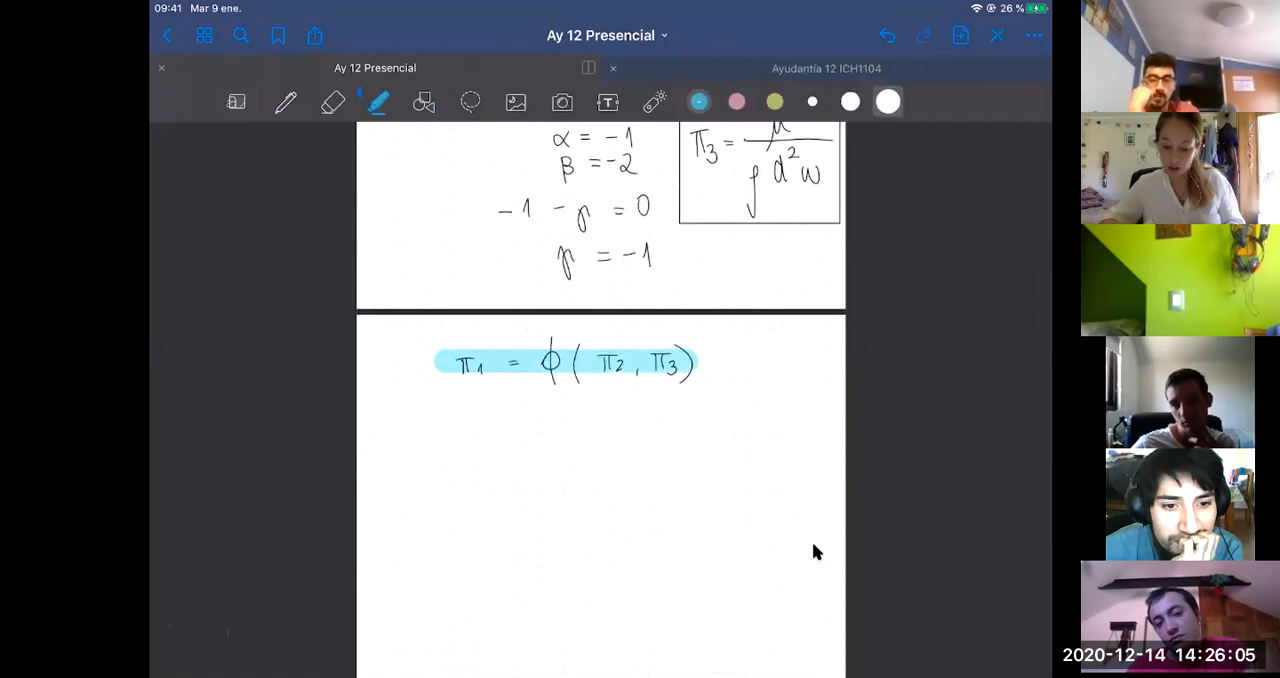 09:41 Mar 9 ene. 26 %
Ay 12 Presencial
Ay 12 Presencial Ayudantía 12 ICH1104
α = -1
β = -2
π3 = μ / ρ d² ω
-1 - γ = 0
γ = -1
π1 = φ ( π2 , π3 )
2020-12-14 14:26:05